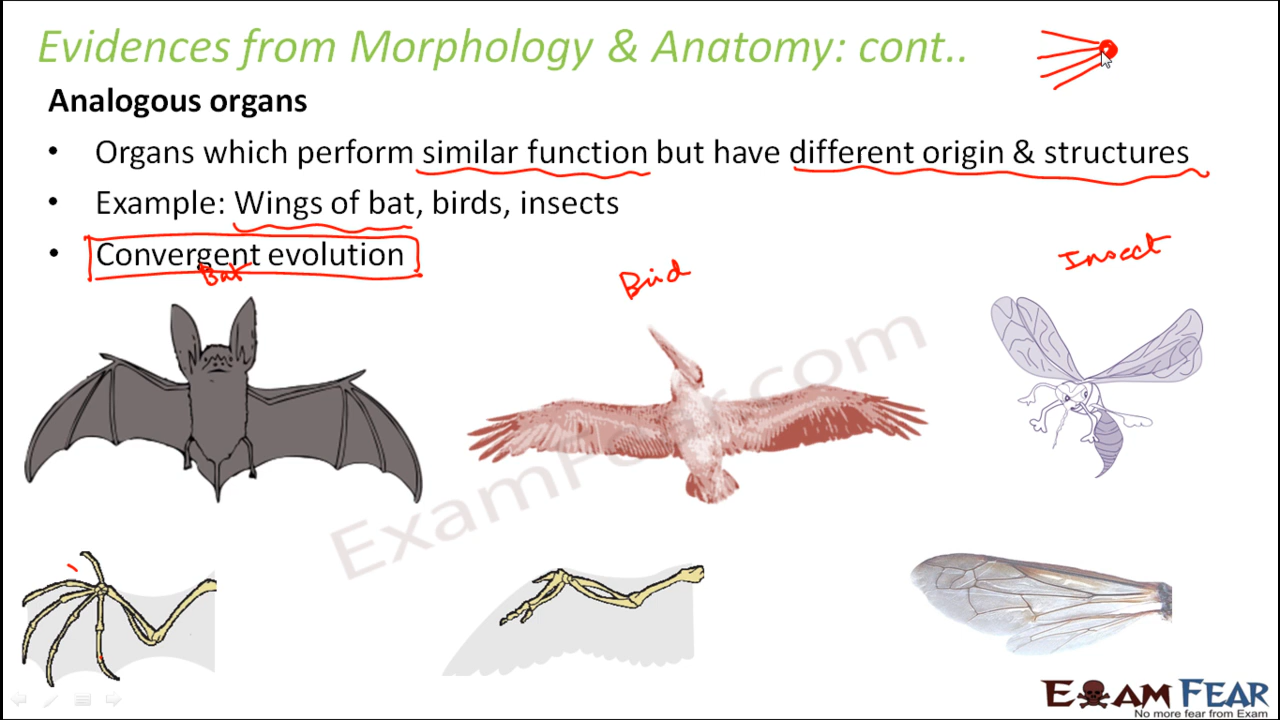 Evidences from Morphology & Anatomy: cont..
Analogous organs
• Organs which perform similar function but have different origin & structures
• Example: Wings of bat, birds, insects
• Convergent evolution
Bat
Bird
Insect
ExamFear.com
EXAM FEAR
No more fear from Exam